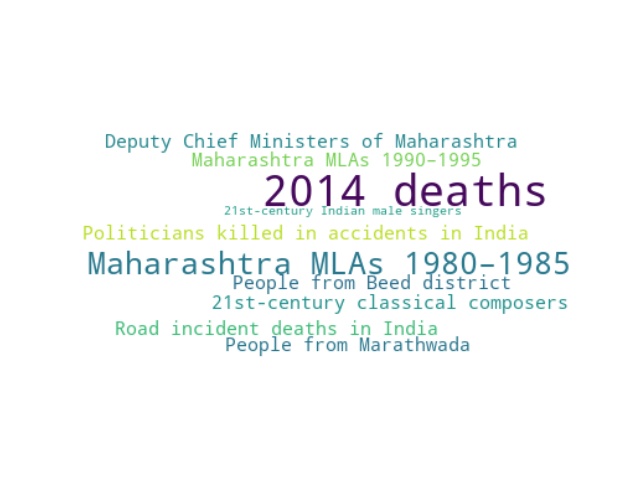 Deputy Chief Ministers of Maharashtra
Maharashtra MLAs 1990–1995
2014 deaths
21st-century Indian male singers
Politicians killed in accidents in India
Maharashtra MLAs 1980–1985
People from Beed district
21st-century classical composers
Road incident deaths in India
People from Marathwada